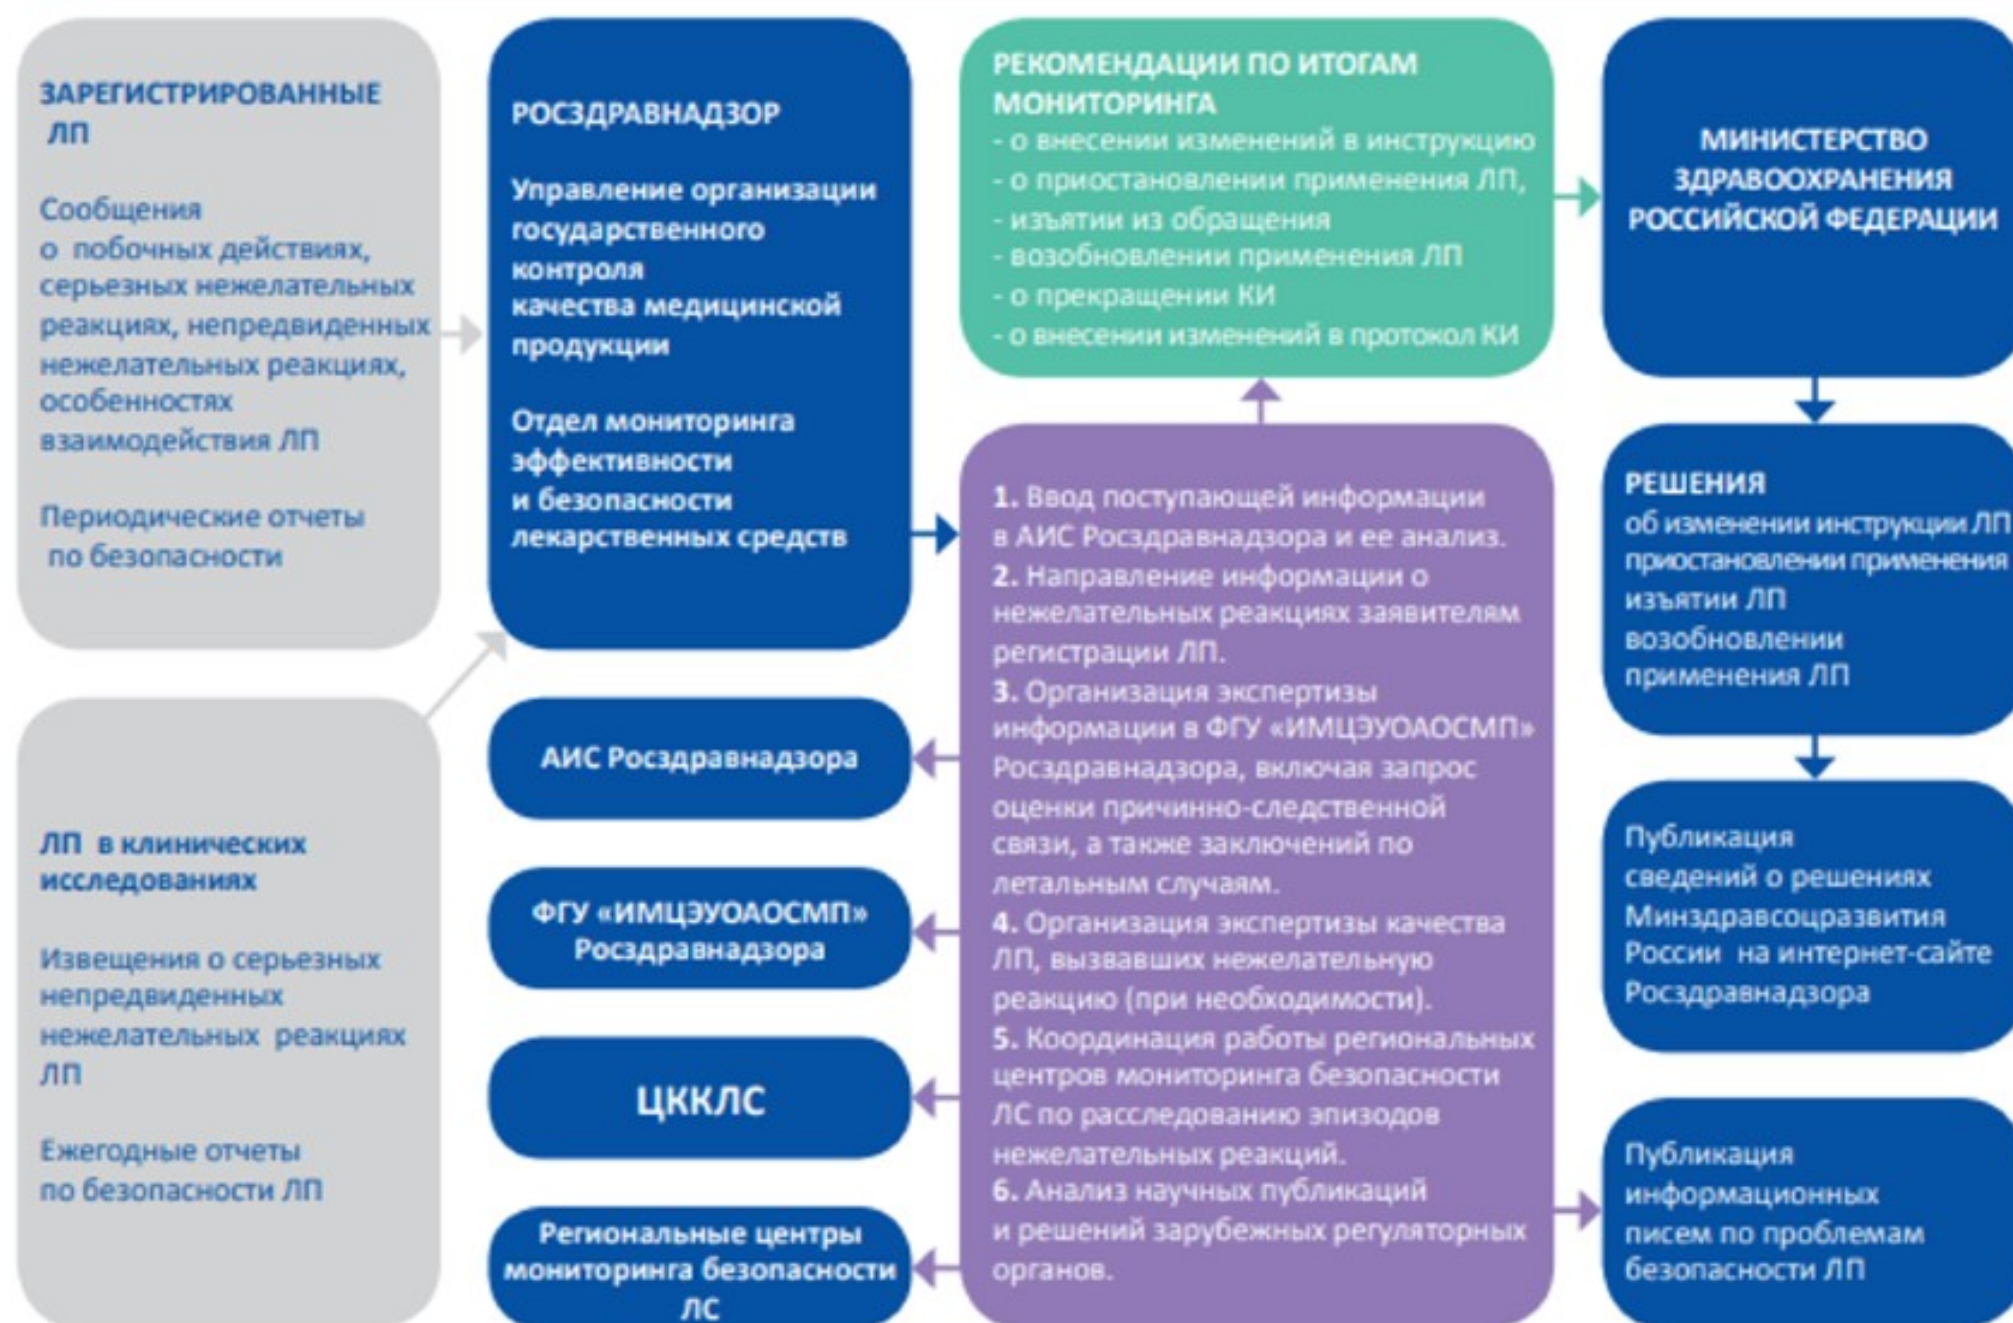 ЗАРЕГИСТРИРОВАННЫЕ
ЛП
Сообщения
о побочных действиях,
серьезных нежелательных
реакциях, непредвиденных
нежелательных реакциях,
особенностях
взаимодействия ЛП
Периодические отчеты
по безопасности
ЛП в клинических
исследованиях
Извещения о серьезных
непредвиденных
нежелательных реакциях
ЛП
Ежегодные отчеты
по безопасности ЛП
РОСЗДРАВНАДЗОР
Управление организации
государственного
контроля
качества медицинской
продукции
Отдел мониторинга
эффективности
и безопасности
лекарственных средств
АИС Росздравнадзора
ФГУ «ИМЦЭУОАОСМП»
Росздравнадзора
ЦККЛС
Региональные центры
мониторинга безопасности
ЛС
РЕКОМЕНДАЦИИ ПО ИТОГАМ
МОНИТОРИНГА
- о внесении изменений в инструкцию
- о приостановлении применения ЛП,
- изъятии из обращения
- возобновлении применения ЛП
- о прекращении КИ
- о внесении изменений в протокол КИ
1. Ввод поступающей информации
в АИС Росздравнадзора и ее анализ.
2. Направление информации о
нежелательных реакциях заявителям
регистрации ЛП.
3. Организация экспертизы
информации в ФГУ «ИМЦЭУОАОСМП»
Росздравнадзора, включая запрос
оценки причинно-следственной
связи, а также заключений по
летальным случаям.
4. Организация экспертизы качества
ЛП, вызвавших нежелательную
реакцию (при необходимости).
5. Координация работы региональных
центров мониторинга безопасности
ЛС по расследованию эпизодов
нежелательных реакций.
6. Анализ научных публикаций
и решений зарубежных регуляторных
органов.
МИНИСТЕРСТВО
ЗДРАВООХРАНЕНИЯ
РОССИЙСКОЙ ФЕДЕРАЦИИ
РЕШЕНИЯ
об изменении инструкции ЛП
приостановлении применения
изъятии ЛП
возобновлении
применения ЛП
Публикация
сведений о решениях
Минздравсоцразвития
России на интернет-сайте
Росздравнадзора
Публикация
информационных
писем по проблемам
безопасности ЛП